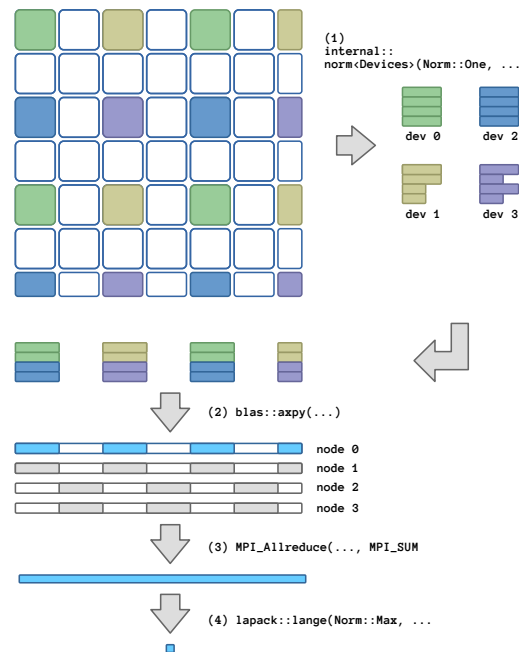 (1)
internal::
norm<Devices>(Norm::One, ...
dev 0
dev 2
dev 1
dev 3
(2) blas::axpy(...)
node 0
node 1
node 2
node 3
(3) MPI_Allreduce(..., MPI_SUM
(4) lapack::lange(Norm::Max, ...